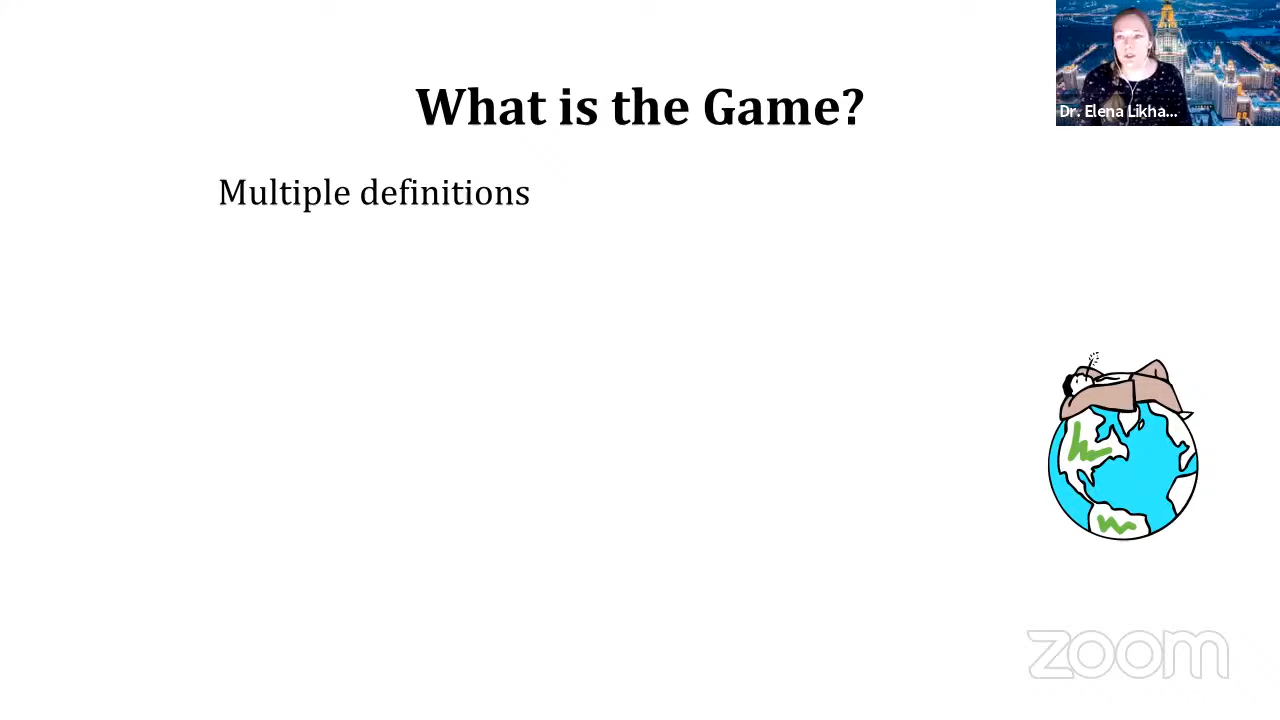 What is the Game?
Dr. Elena Likha...
Multiple definitions
zoom